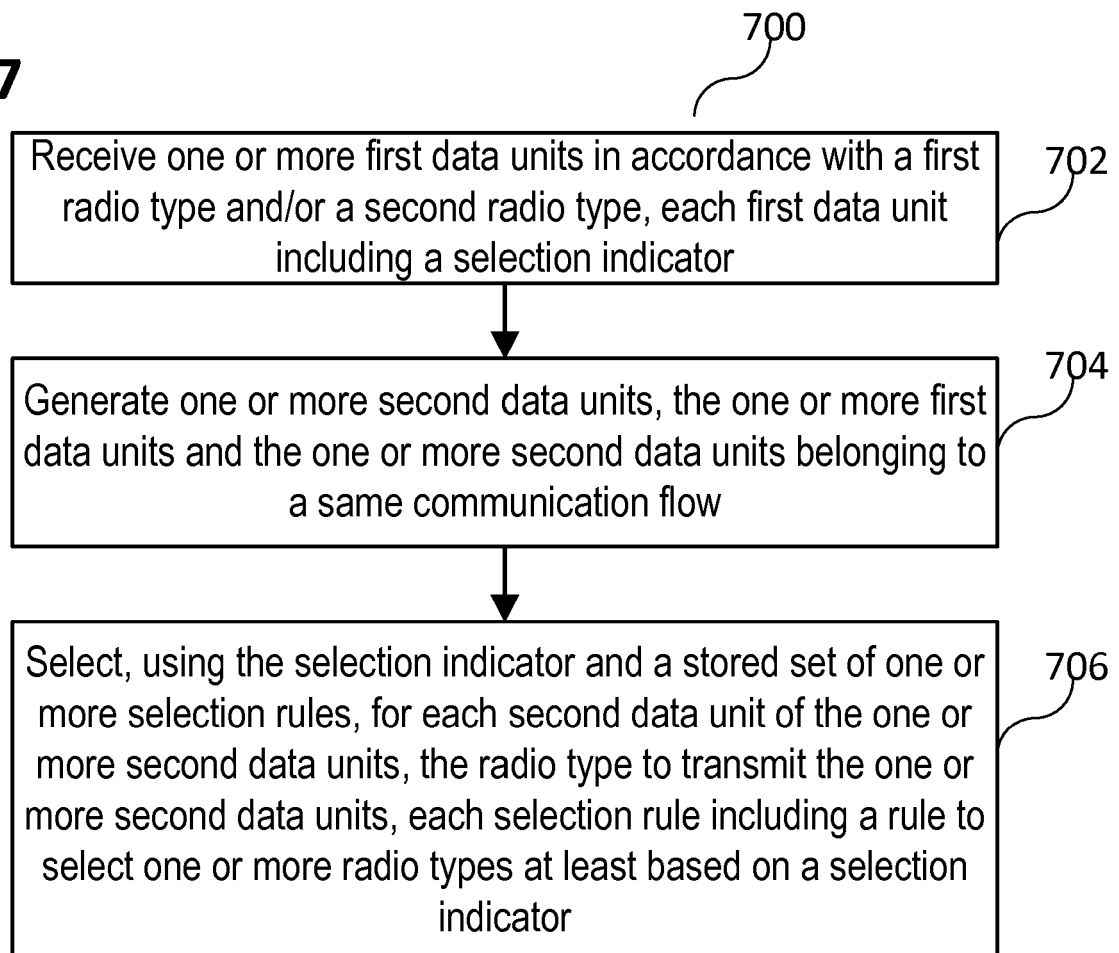 700
7
Receive one or more first data units in accordance with a first
radio type and/or a second radio type, each first data unit
including a selection indicator
702
Generate one or more second data units, the one or more first
data units and the one or more second data units belonging to
a same communication flow
704
Select, using the selection indicator and a stored set of one or
more selection rules, for each second data unit of the one or
more second data units, the radio type to transmit the one or
more second data units, each selection rule including a rule to
select one or more radio types at least based on a selection
indicator
706